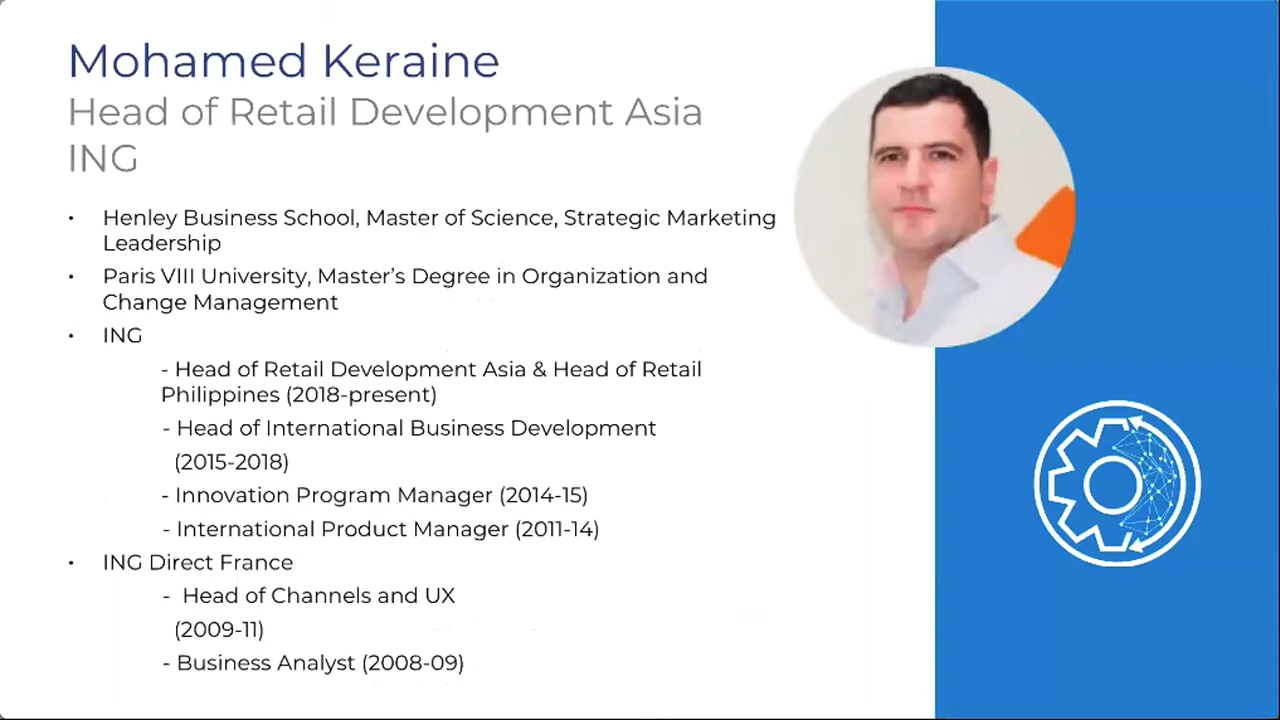 Mohamed Keraine
Head of Retail Development Asia
ING
• Henley Business School, Master of Science, Strategic Marketing
Leadership
• Paris VIII University, Master's Degree in Organization and
Change Management
• ING
- Head of Retail Development Asia & Head of Retail
Philippines (2018-present)
- Head of International Business Development
(2015-2018)
- Innovation Program Manager (2014-15)
- International Product Manager (2011-14)
• ING Direct France
- Head of Channels and UX
(2009-11)
- Business Analyst (2008-09)